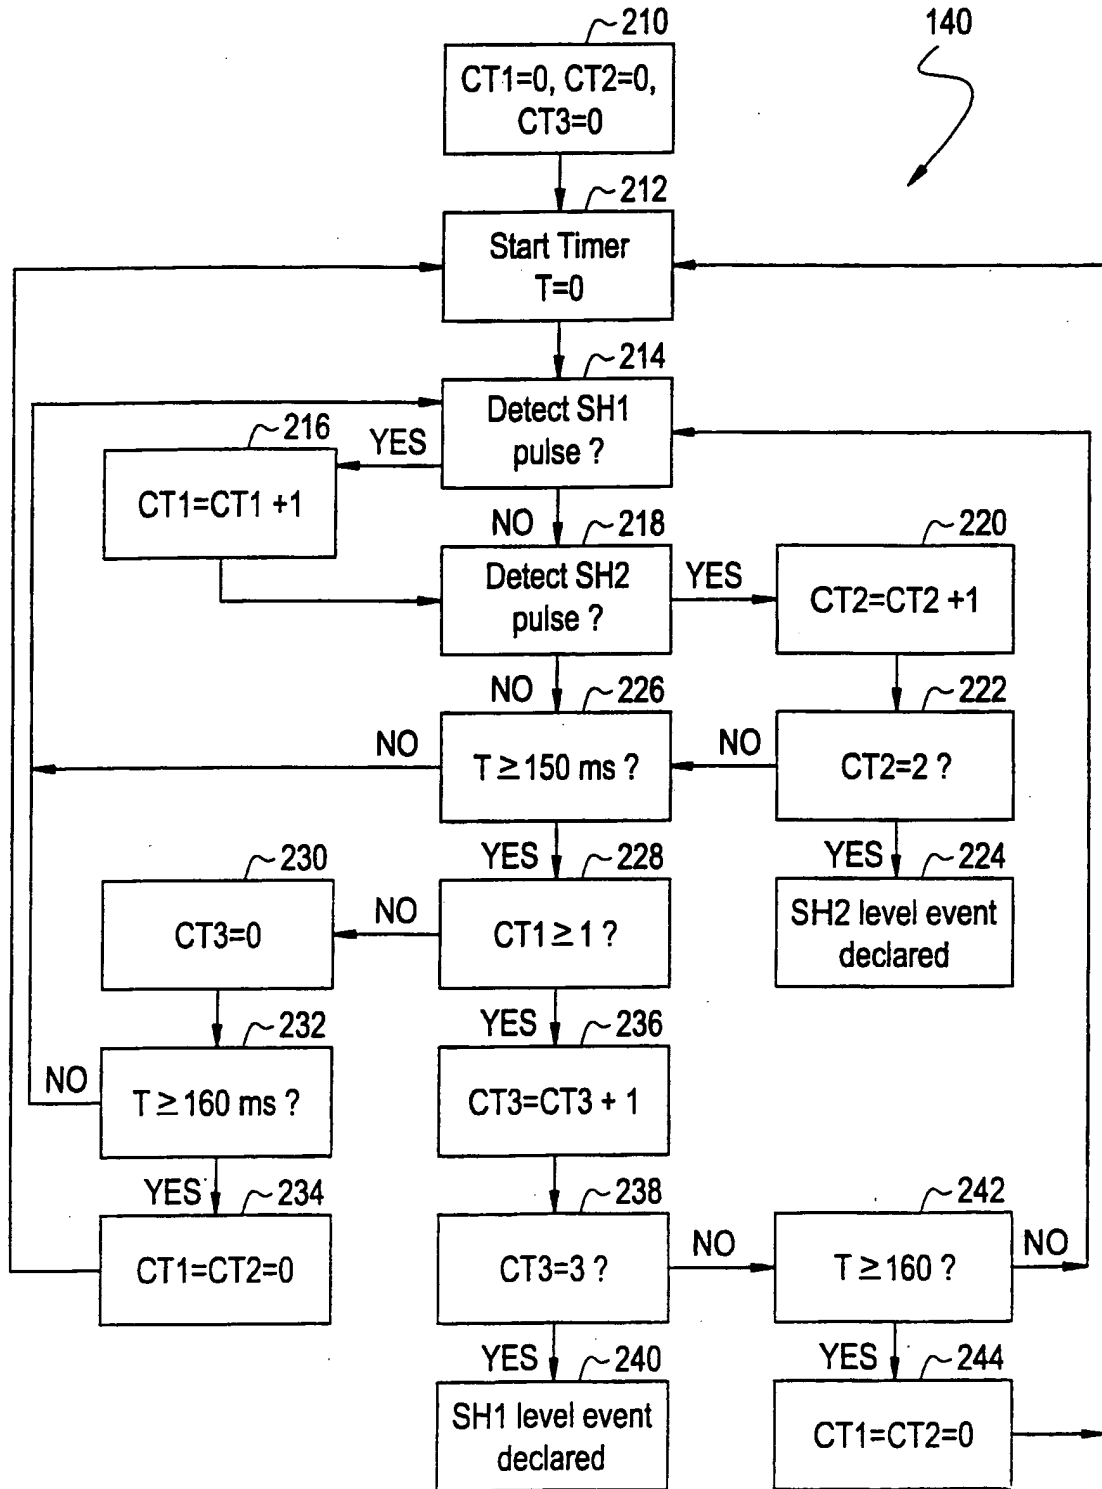 210
140
CT1=0, CT2=0,
CT3=0
212
Start Timer
T=0
214
Detect SH1
pulse ?
216
YES
CT1=CT1 +1
NO
218
220
Detect SH2
pulse ?
YES
CT2=CT2 +1
NO
226
222
NO
T ≥ 150 ms ?
NO
CT2=2 ?
YES
228
YES
224
230
CT3=0
NO
CT1 ≥ 1 ?
SH2 level event
declared
232
YES
236
NO
T ≥ 160 ms ?
CT3=CT3 + 1
YES
234
238
242
CT1=CT2=0
CT3=3 ?
NO
T ≥ 160 ?
NO
YES
240
YES
244
SH1 level event
declared
CT1=CT2=0